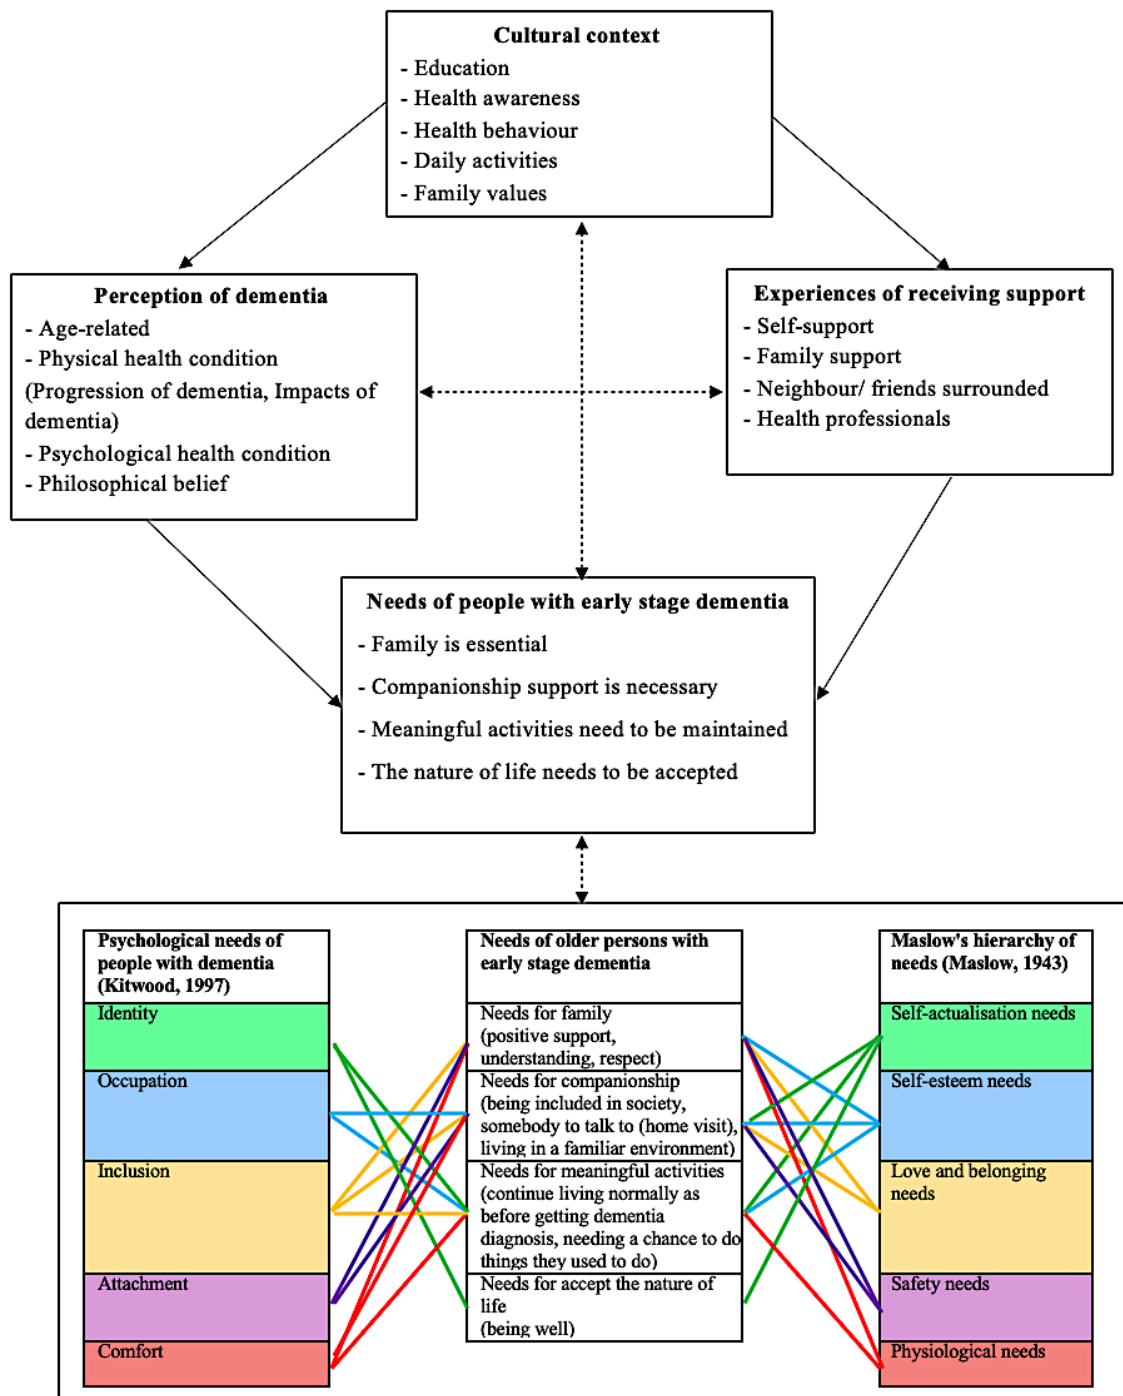 Cultural context
- Education
- Health awareness
- Health behaviour
- Daily activities
- Family values
Perception of dementia
- Age-related
- Physical health condition
(Progression of dementia, Impacts of
dementia)
- Psychological health condition
- Philosophical belief
Experiences of receiving support
- Self-support
- Family support
- Neighbour/ friends surrounded
- Health professionals
Needs of people with early stage dementia
- Family is essential
- Companionship support is necessary
- Meaningful activities need to be maintained
- The nature of life needs to be accepted
Psychological needs of
people with dementia
(Kitwood, 1997)
Identity
Occupation
Inclusion
Attachment
Comfort
Needs of older persons with
early stage dementia
Needs for family
(positive support,
understanding, respect)
Needs for companionship
(being included in society,
somebody to talk to (home visit),
living in a familiar environment)
Needs for meaningful activities
(continue living normally as
before getting dementia
diagnosis, needing a chance to do
things they used to do)
Needs for accept the nature of
life
(being well)
Maslow's hierarchy of
needs (Maslow, 1943)
Self-actualisation needs
Self-esteem needs
Love and belonging
needs
Safety needs
Physiological needs